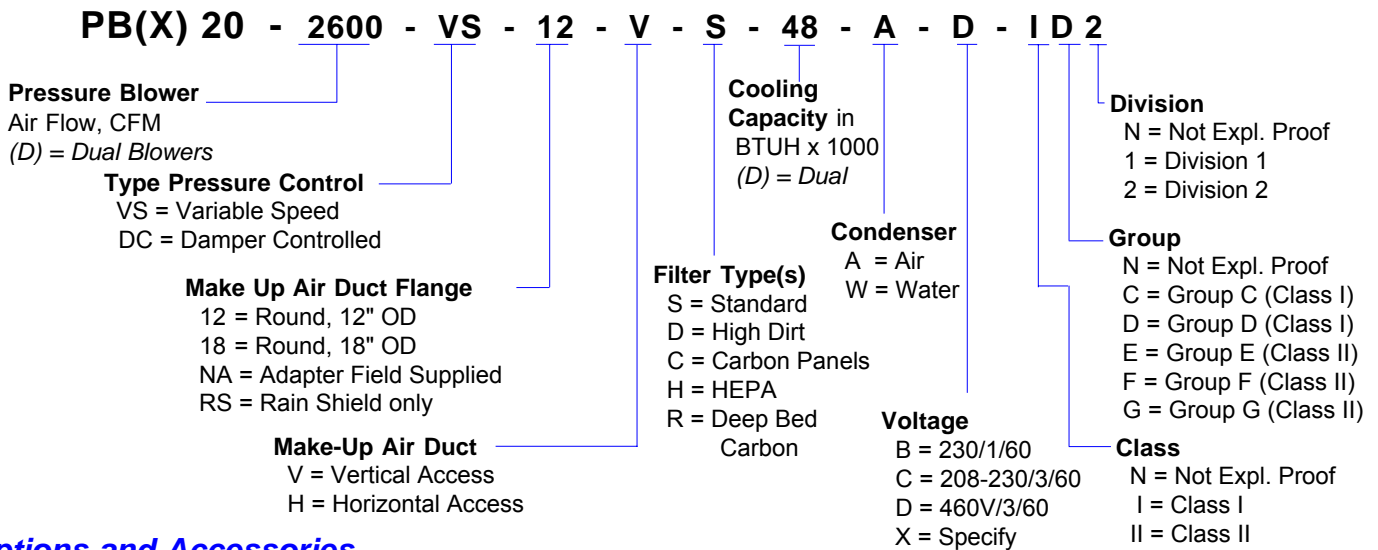 PB(X) 20 - 2600 - VS - 12 - V - S - 48 - A - D - I D 2
Pressure Blower
Air Flow, CFM
(D) = Dual Blowers
Type Pressure Control
VS = Variable Speed
DC = Damper Controlled
Make Up Air Duct Flange
12 = Round, 12" OD
18 = Round, 18" OD
NA = Adapter Field Supplied
RS = Rain Shield only
Make-Up Air Duct
V = Vertical Access
H = Horizontal Access
Filter Type(s)
S = Standard
D = High Dirt
C = Carbon Panels
H = HEPA
R = Deep Bed
Carbon
Cooling
Capacity in
BTUH x 1000
(D) = Dual
Condenser
A = Air
W = Water
Voltage
B = 230/1/60
C = 208-230/3/60
D = 460V/3/60
X = Specify
Division
N = Not Expl. Proof
1 = Division 1
2 = Division 2
Group
N = Not Expl. Proof
C = Group C (Class I)
D = Group D (Class I)
E = Group E (Class II)
F = Group F (Class II)
G = Group G (Class II)
Class
N = Not Expl. Proof
I = Class I
II = Class II
and Accessories